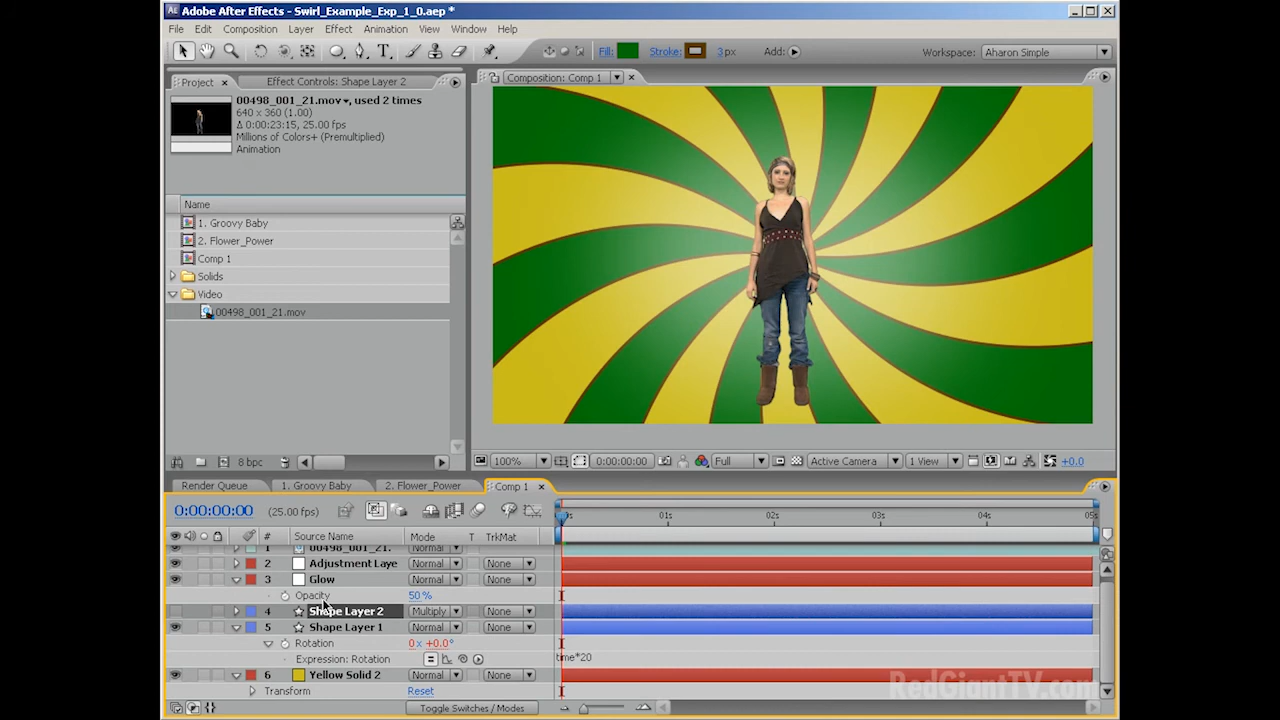 Adobe After Effects - Swirl_Example_Exp_1_0.aep *
File Edit Composition Layer Effect Animation View Window Help
Fill: Stroke: 3 px Add: Workspace: Aharon Simple
Project × Effect Controls: Shape Layer 2
Composition: Comp 1 ×
00498_001_21.mov, used 2 times
640 x 360 (1.00)
Δ 0:00:23:15, 25.00 fps
Millions of Colors+ (Premultiplied)
Animation
Name
1. Groovy Baby
2. Flower_Power
Comp 1
Solids
Video
00498_001_21.mov
8 bpc
100% 0:00:00:00 Full Active Camera 1 View +0.0
Render Queue 1. Groovy Baby 2. Flower_Power Comp 1 ×
0:00:00:00 (25.00 fps)
01s 02s 03s 04s 05s
# Source Name Mode T TrkMat
1 00498_001_21. Normal None
2 Adjustment Laye Normal None
3 Glow Normal None
Opacity 50 %
4 Shape Layer 2 Multiply None
5 Shape Layer 1 Normal None
Rotation 0 x +0.0°
Expression: Rotation time*20
6 Yellow Solid 2 Normal None
Transform Reset
Toggle Switches / Modes
RedGiantTV.com